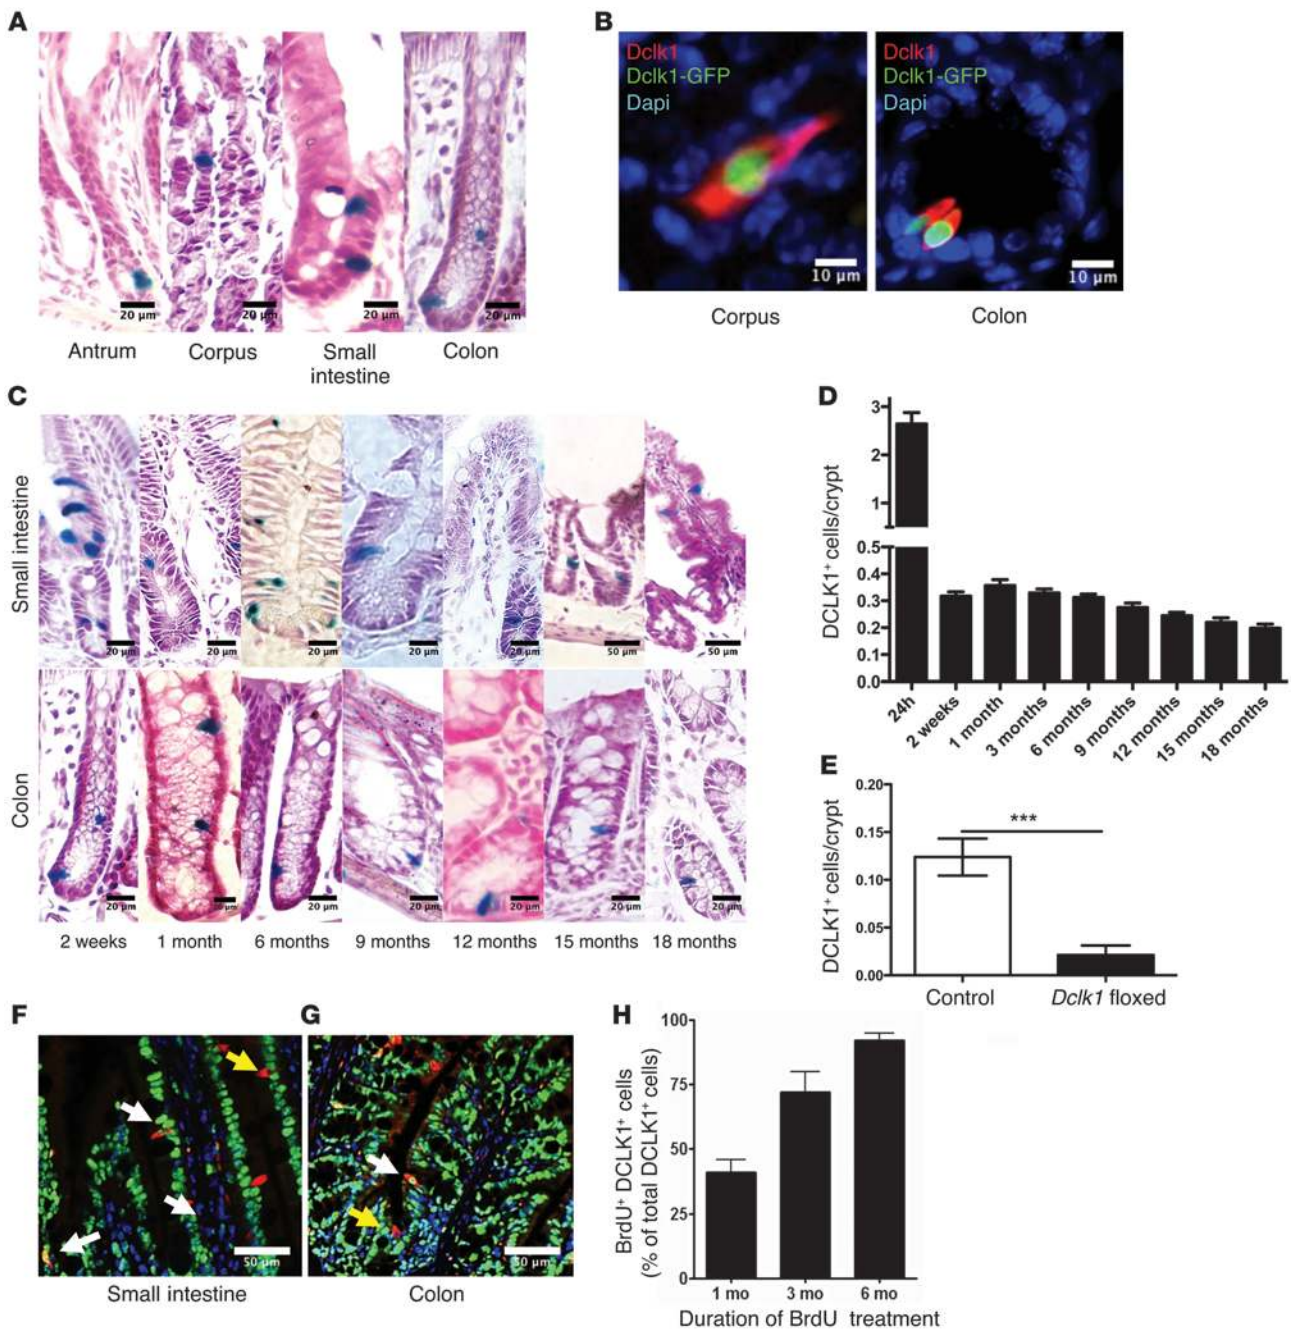 A
20 µm
20 µm
20 µm
20 µm
Antrum
Corpus
Small
intestine
Colon
B
Dclk1
Dclk1-GFP
Dapi
10 µm
Corpus
Dclk1
Dclk1-GFP
Dapi
10 µm
Colon
C
Small intestine
20 µm
20 µm
20 µm
20 µm
20 µm
50 µm
50 µm
Colon
20 µm
20 µm
20 µm
20 µm
20 µm
20 µm
2 weeks
1 month
6 months
9 months
12 months
15 months
18 months
D
DCLK1+ cells/crypt
3
2
1
0.5
0.4
0.3
0.2
0.1
0.0
24h
2 weeks
1 month
3 months
6 months
9 months
12 months
15 months
18 months
E
DCLK1+ cells/crypt
0.20
0.15
0.10
0.05
0.00
***
Control
Dclk1 floxed
F
50 µm
Small intestine
G
50 µm
Colon
H
BrdU+ DCLK1+ cells
(% of total DCLK1+ cells)
100
75
50
25
0
1 mo
3 mo
6 mo
Duration of BrdU treatment